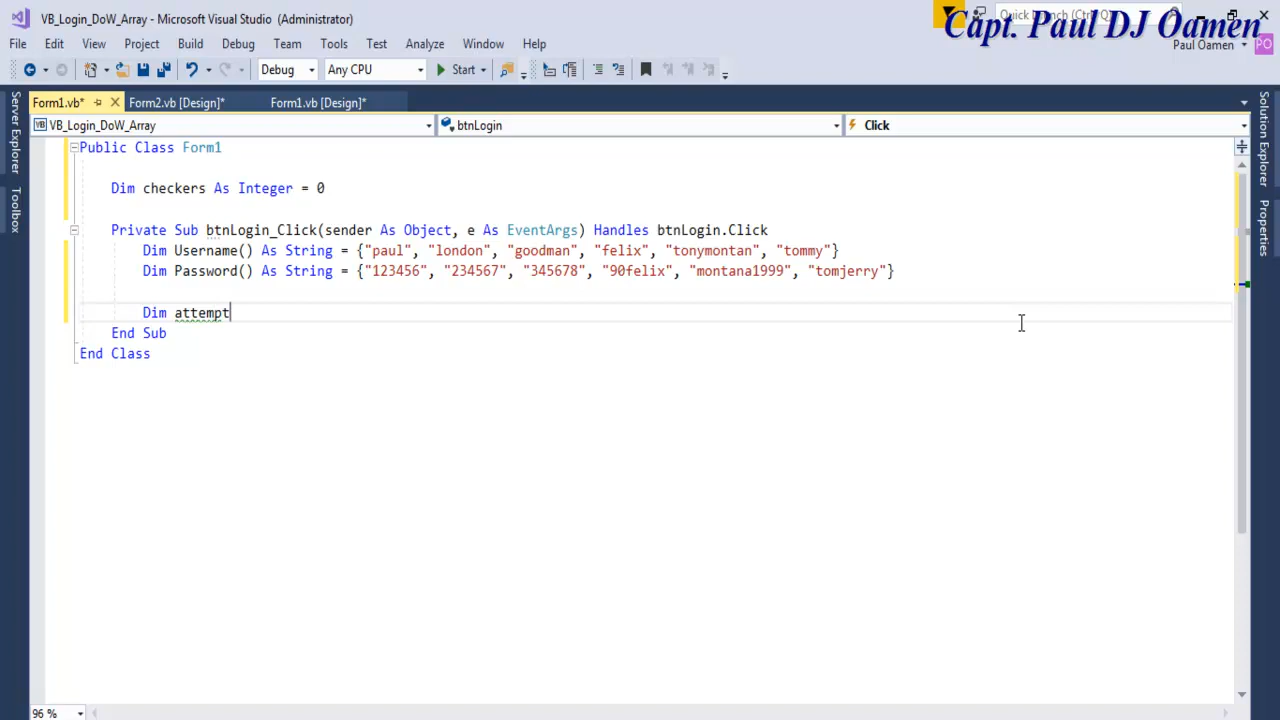 VB_Login_DoW_Array - Microsoft Visual Studio (Administrator)
Quick Launch (Ctrl+Q)
Capt. Paul DJ Oamen
File Edit View Project Build Debug Team Tools Test Analyze Window Help
Paul Oamen PO
Debug Any CPU Start
Form1.vb* Form2.vb [Design]* Form1.vb [Design]*
VB_Login_DoW_Array btnLogin Click
Server Explorer
Toolbox
Solution Explorer
Properties
Public Class Form1
Dim checkers As Integer = 0
Private Sub btnLogin_Click(sender As Object, e As EventArgs) Handles btnLogin.Click
Dim Username() As String = {"paul", "london", "goodman", "felix", "tonymontan", "tommy"}
Dim Password() As String = {"123456", "234567", "345678", "90felix", "montana1999", "tomjerry"}
Dim attempt
End Sub
End Class
96 %